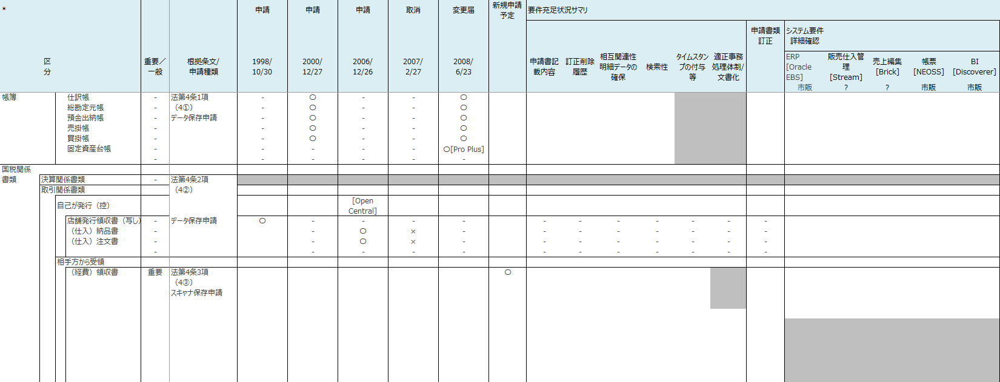 * 申請 申請 申請 取消 変更届 新規申請 要件充足状況サマリ
予定
申請書類 システム要件
訂正 詳細確認
区 重要／ 根拠条文/ 1998/ 2000/ 2006/ 2007/ 2008/ 申請書記 訂正削除 相互関連性 検索性 タイムスタン 適正事務 ERP 販売仕入管 売上編集 帳票 BI
分 一般 申請種類 10/30 12/27 12/26 2/27 6/23 載内容 履歴 明細データの プの付与 処理体制/ [Oracle 理 [Brick] [NEOSS] [Discoverer]
確保 等 文書化 EBS] [Stream]
市販 ? ? 市販 市販
帳簿 仕訳帳 - 法第4条1項 - 〇 - - 〇
総勘定元帳 - （4①） - 〇 - - 〇
預金出納帳 - データ保存申請 - 〇 - - 〇
売掛帳 - - 〇 - - 〇
買掛帳 - - 〇 - - 〇
固定資産台帳 - - - - - 〇[Pro Plus]
- - - - - -
国税関係
書類 決算関係書類 - 法第4条2項
取引関係書類 （4②）
自己が発行（控） [Open
Central]
店舗発行領収書（写し） - データ保存申請 〇 - - - - - - - - - - -
（仕入）納品書 - - 〇 × - - - - - - - -
（仕入）注文書 - - 〇 × - - - - - - - -
- - - - - - - - - - - -
相手方から受領
（経費）領収書 重要 法第4条3項 〇
（4③）
スキャナ保存申請